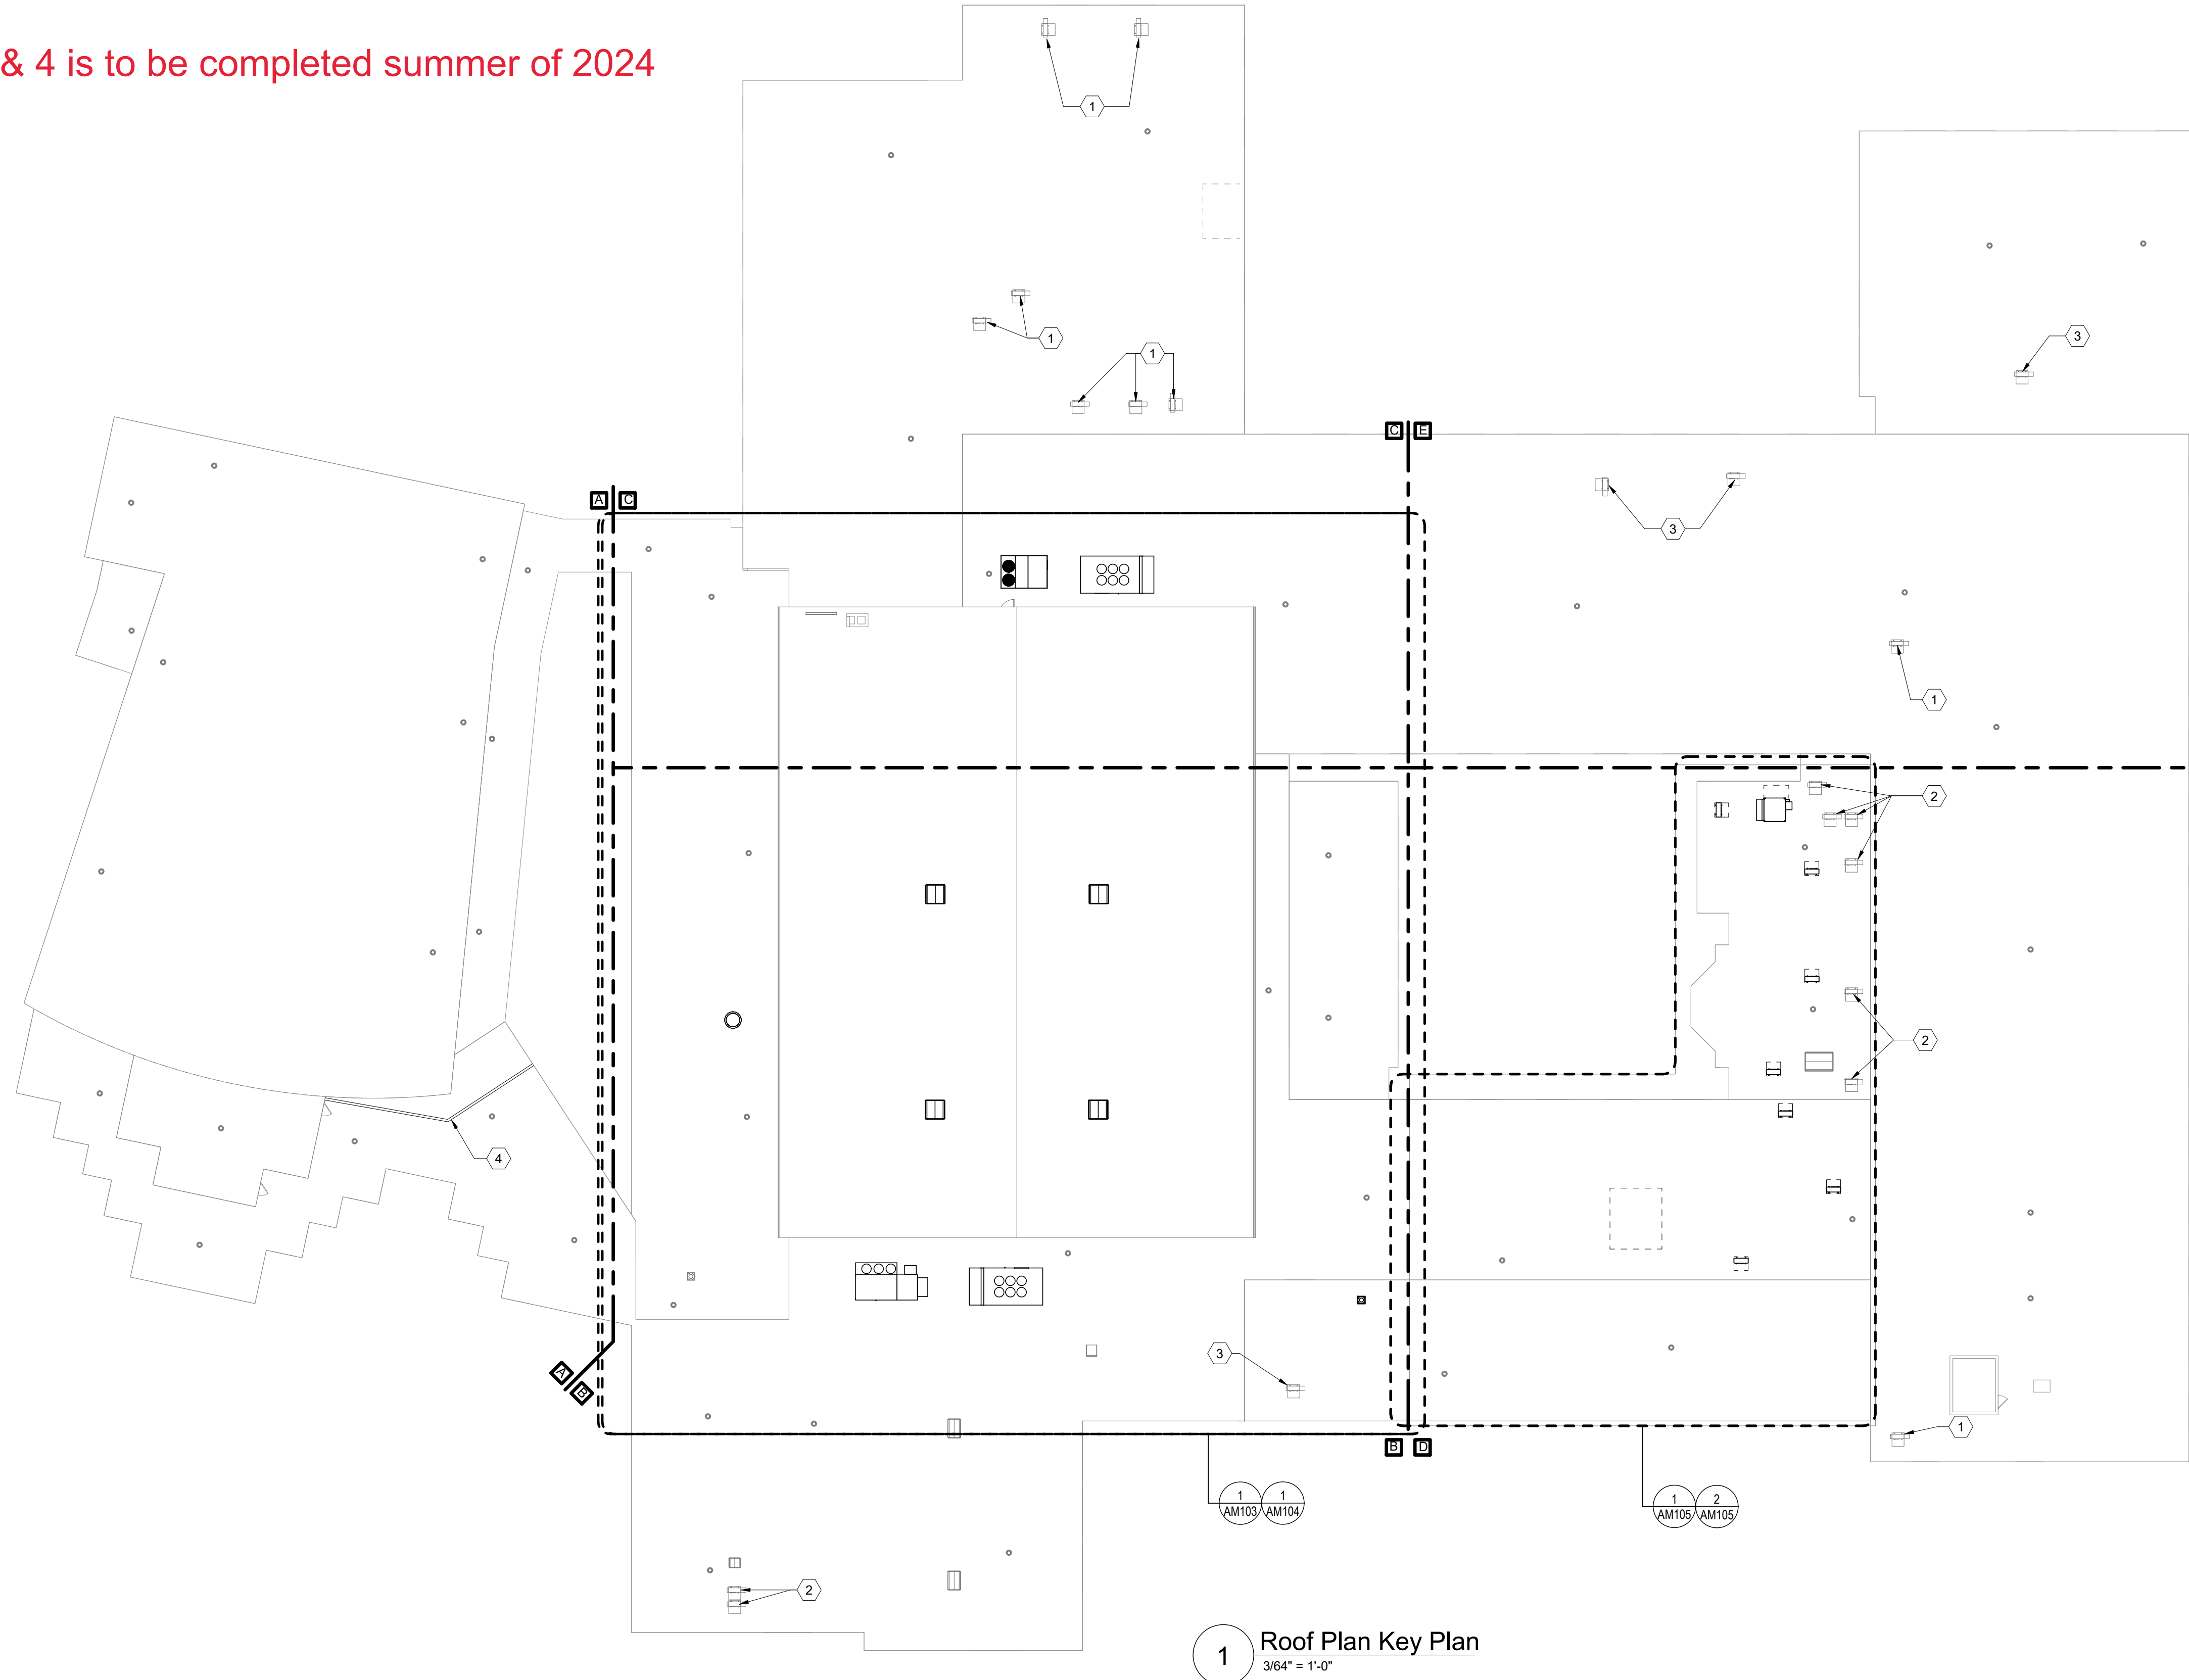 & 4 is to be completed summer of 2024
1
1
1
3
C E
A C
3
1
2
2
4
3
A
B
1
B D
1
AM103
1
AM104
1
AM105
2
AM105
2
1
Roof Plan Key Plan
3/64" = 1'-0"